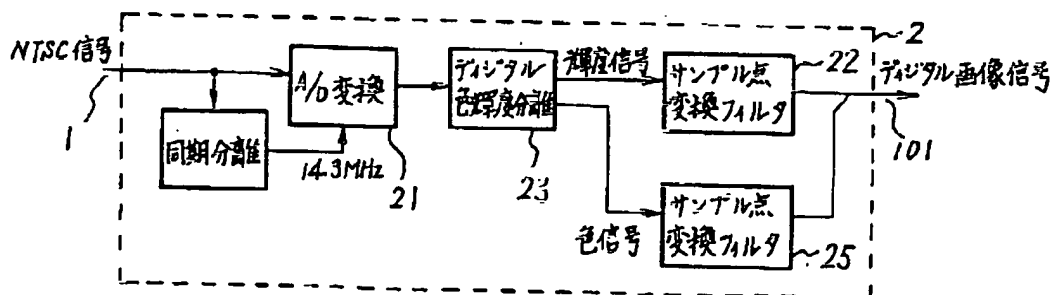 NTSC信号
1
同期分離
A/D変換
14.3MHz
21
ディジタル
色輝度分離
23
輝度信号
色信号
サンプル点
変換フィルタ
22
サンプル点
変換フィルタ
25
2
ディジタル画像信号
101